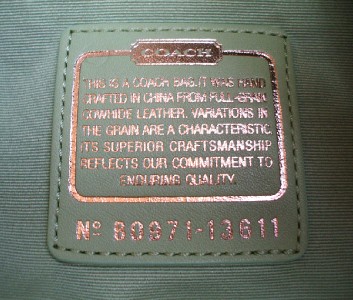 COACH
THIS IS A COACH BAG.IT WAS HAND
CRAFTED IN CHINA FROM FULL-GRAIN
COWHIDE LEATHER. VARIATIONS IN
THE GRAIN ARE A CHARACTERISTIC
ITS SUPERIOR CRAFTSMANSHIP
REFLECTS OUR COMMITMENT TO
ENDURING QUALITY.
Nº 80971-13611